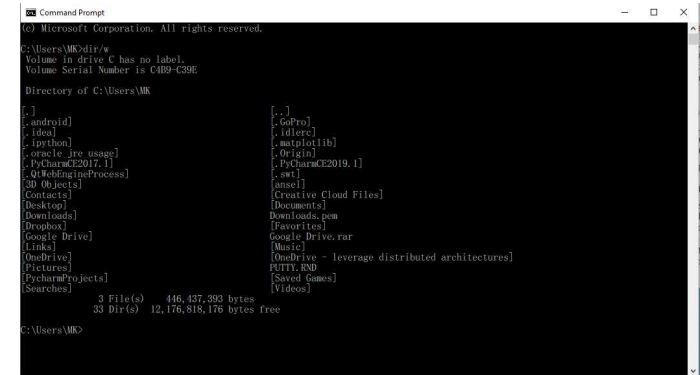 Command Prompt
(c) Microsoft Corporation. All rights reserved.
C:\Users\MK>dir/w
Volume in drive C has no label.
Volume Serial Number is C4B9-C39E
Directory of C:\Users\MK
[.] [..]
[.android] [.GoPro]
[.idea] [.idlerc]
[.ipython] [.matplotlib]
[.oracle_jre_usage] [.Origin]
[.PyCharmCE2017.1] [.PyCharmCE2019.1]
[.QtWebEngineProcess] [.swt]
[3D Objects] [ansel]
[Contacts] [Creative Cloud Files]
[Desktop] [Documents]
[Downloads] Downloads.pem
[Dropbox] [Favorites]
[Google Drive] Google Drive.rar
[Links] [Music]
[OneDrive] [OneDrive - leverage distributed architectures]
[Pictures] PUTTY.RND
[PycharmProjects] [Saved Games]
[Searches] [Videos]
3 File(s) 446,437,393 bytes
33 Dir(s) 12,176,818,176 bytes free
C:\Users\MK>